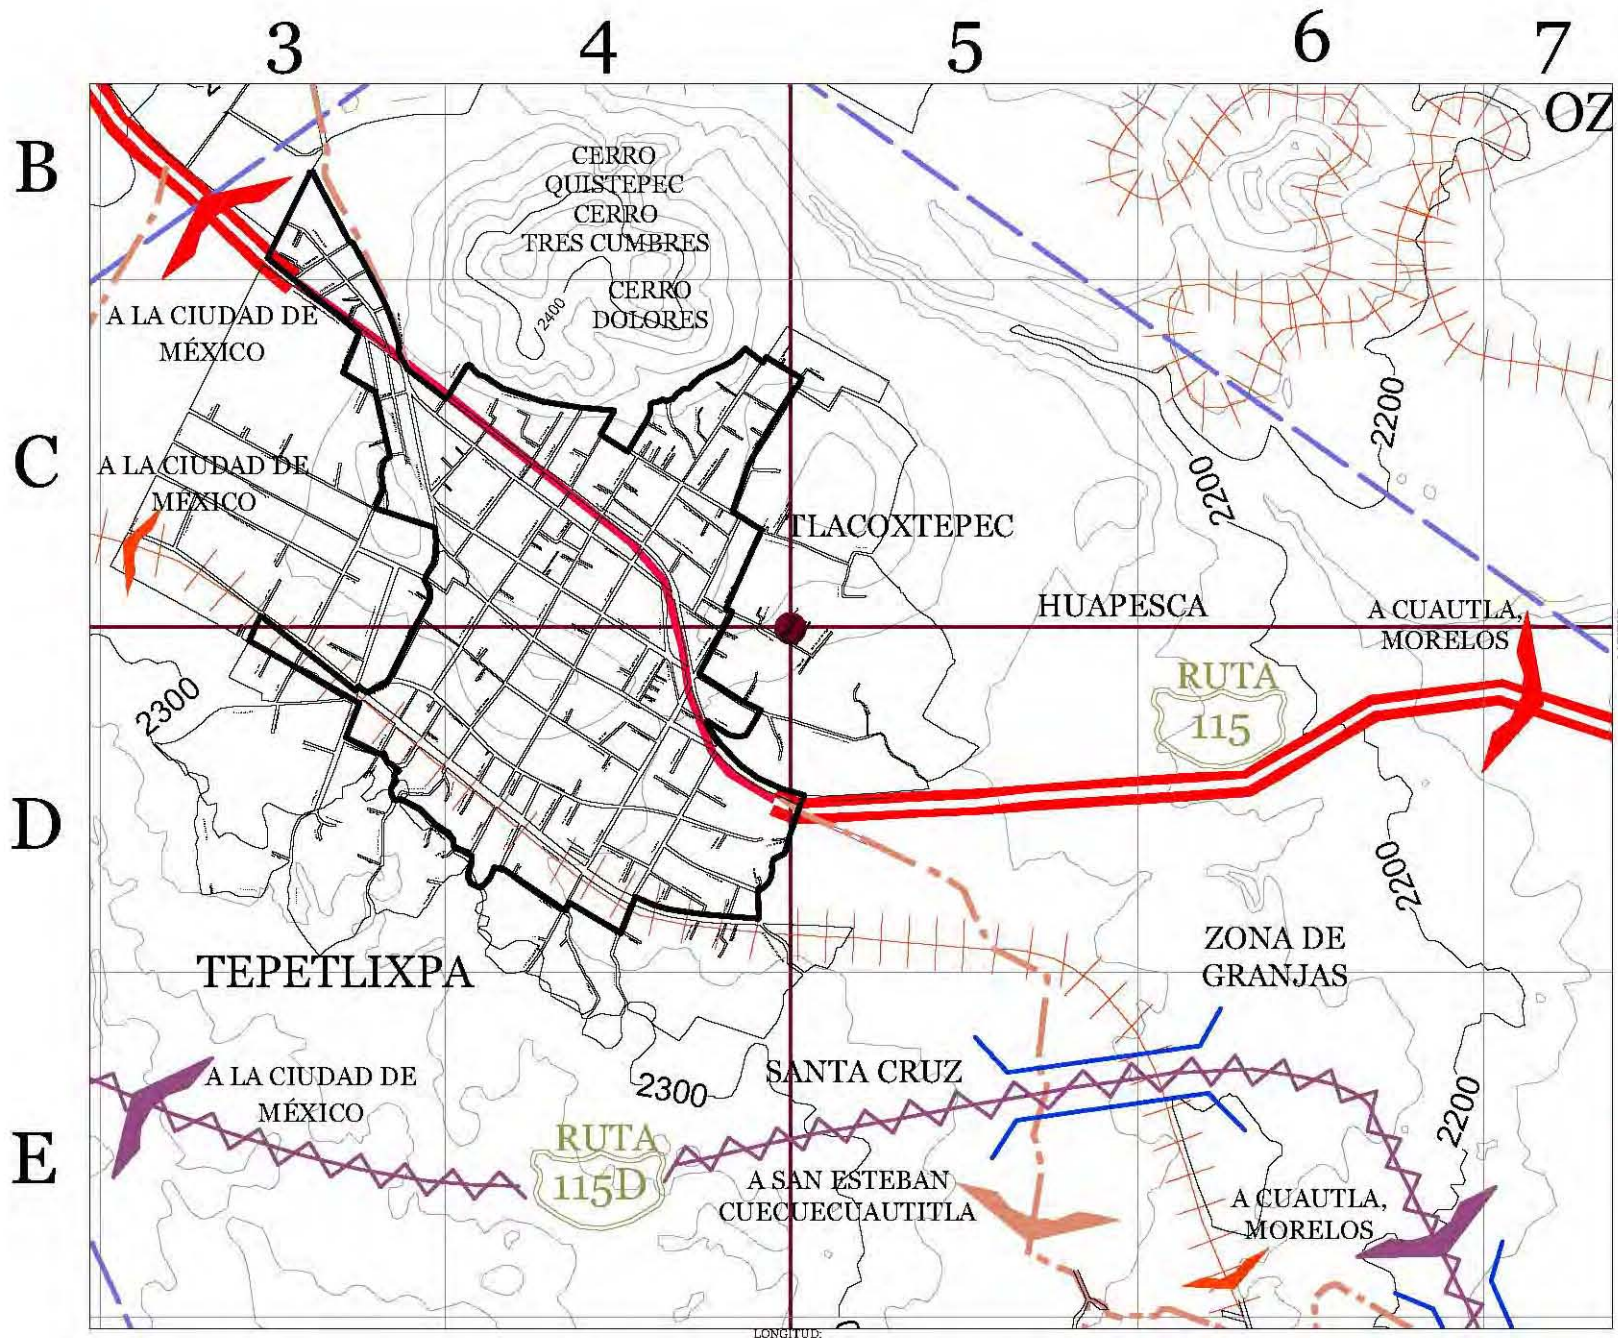 3
4
5
6
7
OZ
B
CERRO
QUISTEPEC
CERRO
TRES CUMBRES
CERRO
DOLORES
2400
A LA CIUDAD DE
MÉXICO
2200
C
A LA CIUDAD DE
MÉXICO
2200
TLACOXTEPEC
HUAPESCA
A CUAUTLA,
MORELOS
RUTA
115
2300
D
2200
ZONA DE
GRANJAS
TEPETLIXPA
A LA CIUDAD DE
MÉXICO
2300
SANTA CRUZ
2200
E
RUTA
115D
A SAN ESTEBAN
CUECUECUAUTITLA
A CUAUTLA,
MORELOS
LONGITUD: